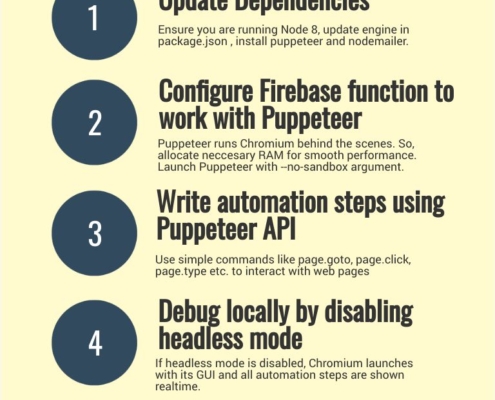 1
Update Dependencies
Ensure you are running Node 8, update engine in
package.json , install puppeteer and nodemailer.
2
Configure Firebase function to
work with Puppeteer
Puppeteer runs Chromium behind the scenes. So,
allocate neccesary RAM for smooth performance.
Launch Puppeteer with --no-sandbox argument.
3
Write automation steps using
Puppeteer API
Use simple commands like page.goto, page.click,
page.type etc. to interact with web pages
4
Debug locally by disabling
headless mode
If headless mode is disabled, Chromium launches
with its GUI and all automation steps are shown
realtime.